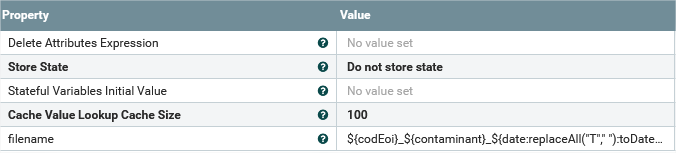 Property Value
Delete Attributes Expression No value set
Store State Do not store state
Stateful Variables Initial Value No value set
Cache Value Lookup Cache Size 100
filename ${codEoi}_${contaminant}_${date:replaceAll("T"," "):toDate...